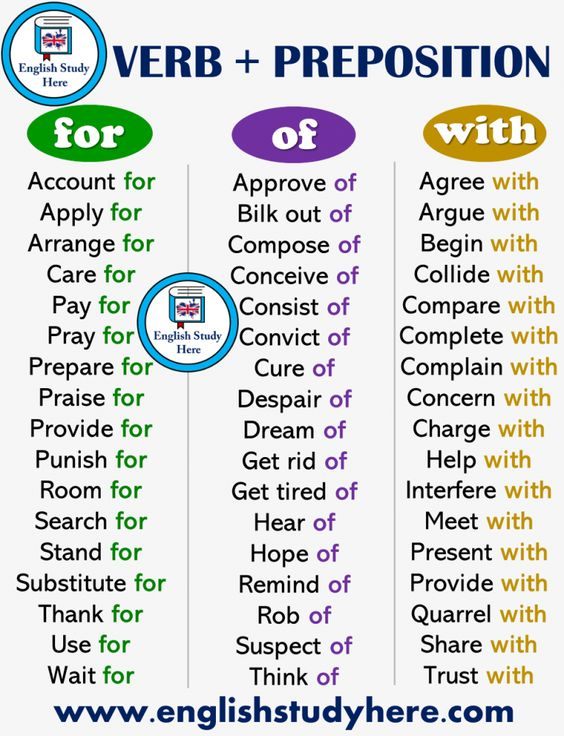 English Study
Here
VERB + PREPOSITION
for
Account for
Apply for
Arrange for
Care for
Pay for
Pray for
Prepare for
Praise for
Provide for
Punish for
Room for
Search for
Stand for
Substitute for
Thank for
Use for
Wait for
of
Approve of
Bilk out of
Compose of
Conceive of
Consist of
Convict of
Cure of
Despair of
Dream of
Get rid of
Get tired of
Hear of
Hope of
Remind of
Rob of
Suspect of
Think of
with
Agree with
Argue with
Begin with
Collide with
Compare with
Complete with
Complain with
Concern with
Charge with
Help with
Interfere with
Meet with
Present with
Provide with
Quarrel with
Share with
Trust with
English Study
Here
www.englishstudyhere.com